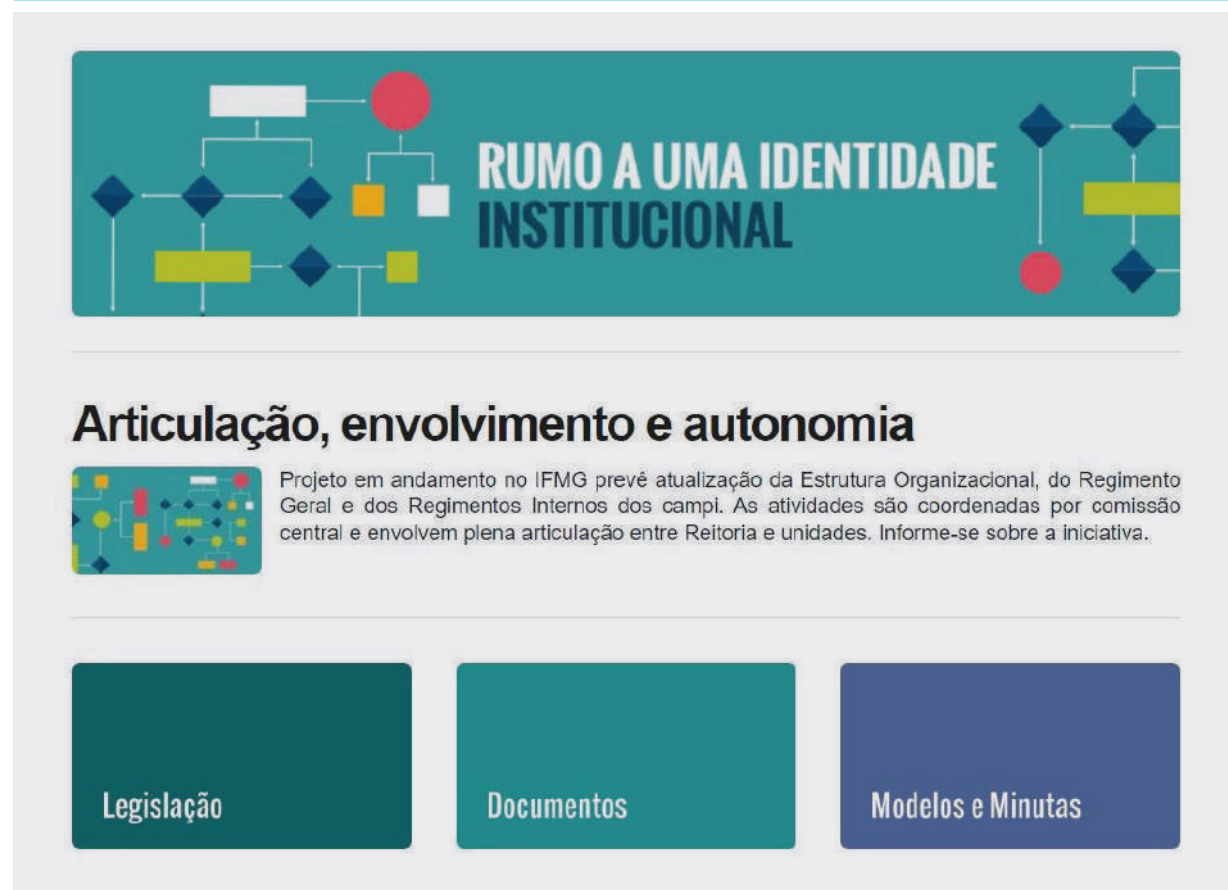 RUMO A UMA IDENTIDADE
INSTITUCIONAL
Articulação, envolvimento e autonomia
Projeto em andamento no IFMG prevê atualização da Estrutura Organizacional, do Regimento
Geral e dos Regimentos Internos dos campi. As atividades são coordenadas por comissão
central e envolvem plena articulação entre Reitoria e unidades. Informe-se sobre a iniciativa.
Legislação
Documentos
Modelos e Minutas